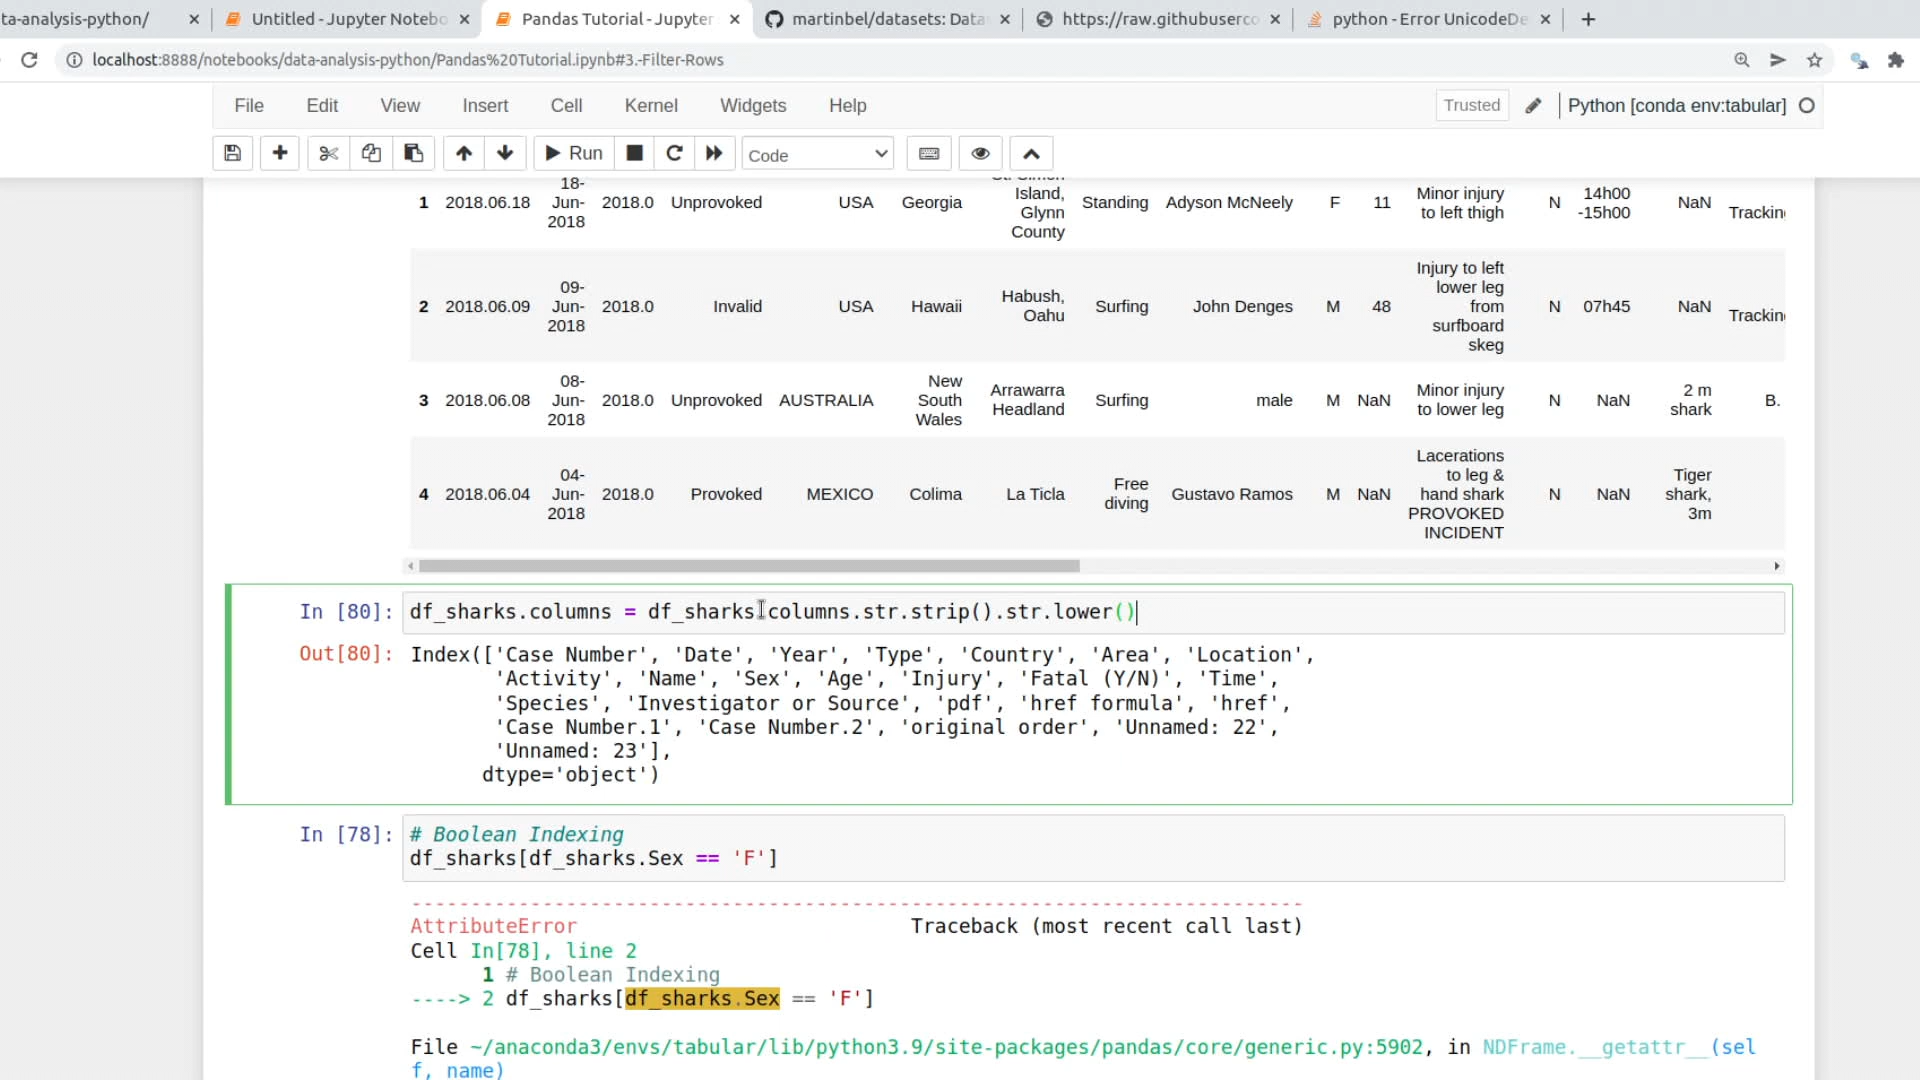 ta-analysis-python/ Untitled - Jupyter Notebo Pandas Tutorial - Jupyter martinbel/datasets: Data https://raw.githubuserco python - Error UnicodeDe
localhost:8888/notebooks/data-analysis-python/Pandas%20Tutorial.ipynb#3.-Filter-Rows
File Edit View Insert Cell Kernel Widgets Help Trusted Python [conda env:tabular]
Run Code
1 2018.06.18 18-Jun-2018 2018.0 Unprovoked USA Georgia Island, Glynn County Standing Adyson McNeely F 11 Minor injury to left thigh N 14h00 -15h00 NaN Tracking
2 2018.06.09 09-Jun-2018 2018.0 Invalid USA Hawaii Habush, Oahu Surfing John Denges M 48 Injury to left lower leg from surfboard skeg N 07h45 NaN Tracking
3 2018.06.08 08-Jun-2018 2018.0 Unprovoked AUSTRALIA New South Wales Arrawarra Headland Surfing male M NaN Minor injury to lower leg N NaN 2 m shark B.
4 2018.06.04 04-Jun-2018 2018.0 Provoked MEXICO Colima La Ticla Free diving Gustavo Ramos M NaN Lacerations to leg & hand shark PROVOKED INCIDENT N NaN Tiger shark, 3m
In [80]: df_sharks.columns = df_sharks.columns.str.strip().str.lower()
Out[80]: Index(['Case Number', 'Date', 'Year', 'Type', 'Country', 'Area', 'Location',
'Activity', 'Name', 'Sex', 'Age', 'Injury', 'Fatal (Y/N)', 'Time',
'Species', 'Investigator or Source', 'pdf', 'href formula', 'href',
'Case Number.1', 'Case Number.2', 'original order', 'Unnamed: 22',
'Unnamed: 23'],
dtype='object')
In [78]: # Boolean Indexing
df_sharks[df_sharks.Sex == 'F']
AttributeError Traceback (most recent call last)
Cell In[78], line 2
1 # Boolean Indexing
----> 2 df_sharks[df_sharks.Sex == 'F']
File ~/anaconda3/envs/tabular/lib/python3.9/site-packages/pandas/core/generic.py:5902, in NDFrame.__getattr__(sel
f, name)